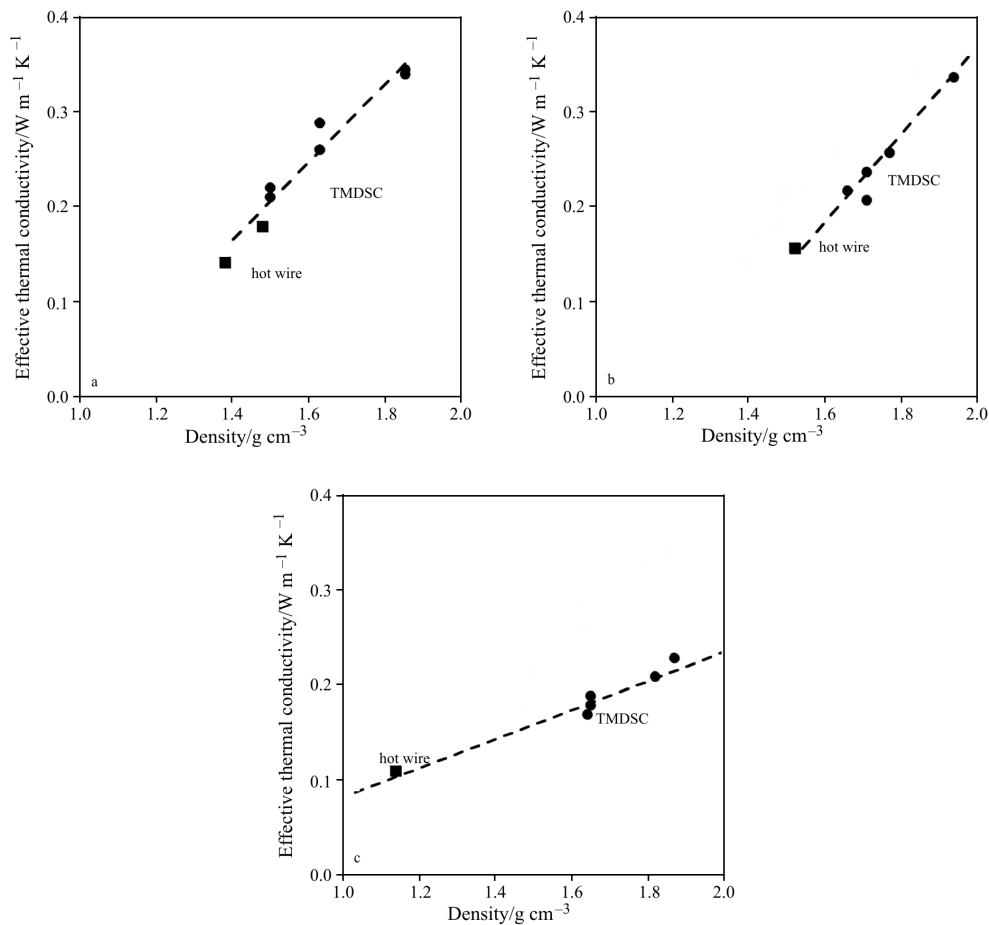 Effective thermal conductivity/W m⁻¹ K⁻¹
0.4
0.3
0.2
0.1
0.0
TMDSC
hot wire
a
1.0 1.2 1.4 1.6 1.8 2.0
Density/g cm⁻³
Effective thermal conductivity/W m⁻¹ K⁻¹
0.4
0.3
0.2
0.1
0.0
TMDSC
hot wire
b
1.0 1.2 1.4 1.6 1.8 2.0
Density/g cm⁻³
Effective thermal conductivity/W m⁻¹ K⁻¹
0.4
0.3
0.2
0.1
0.0
TMDSC
hot wire
c
1.0 1.2 1.4 1.6 1.8 2.0
Density/g cm⁻³